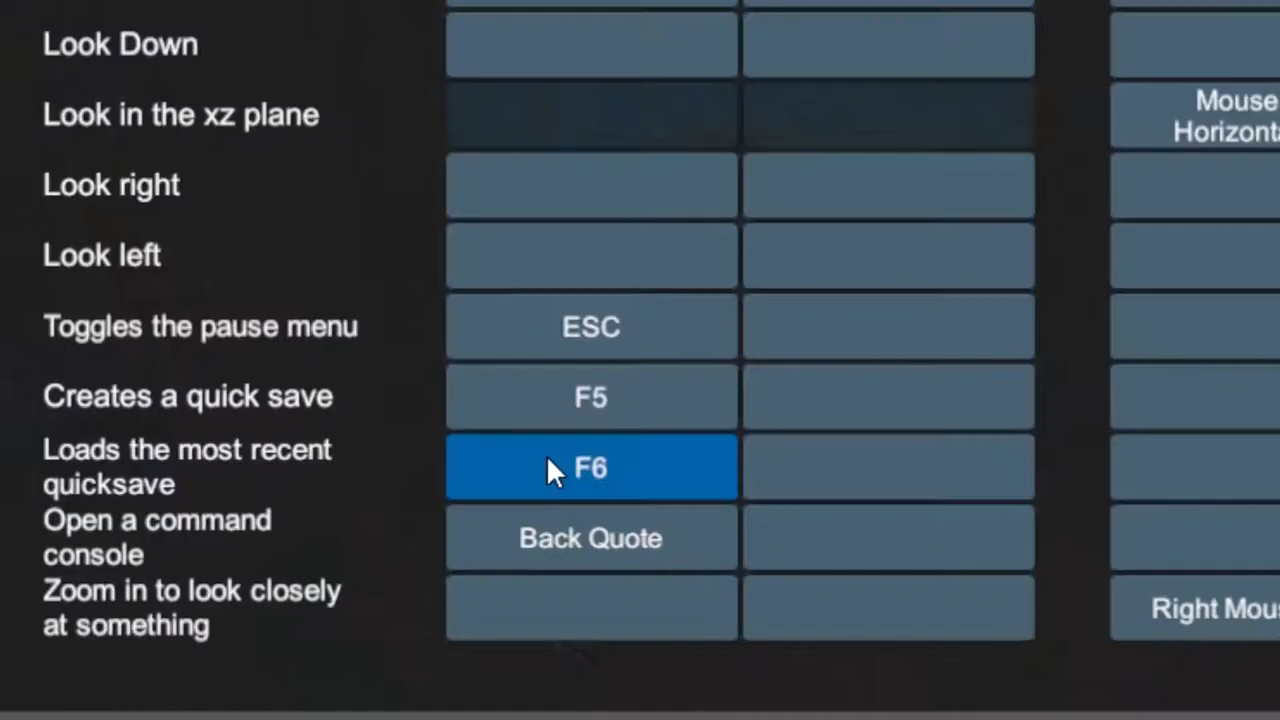 Look Down
Look in the xz plane
Mouse
Look right
Look left
Toggles the pause menu
ESC
Creates a quick save
F5
Loads the most recent
quicksave
F6
Open a command
console
Back Quote
Zoom in to look closely
at something
Right